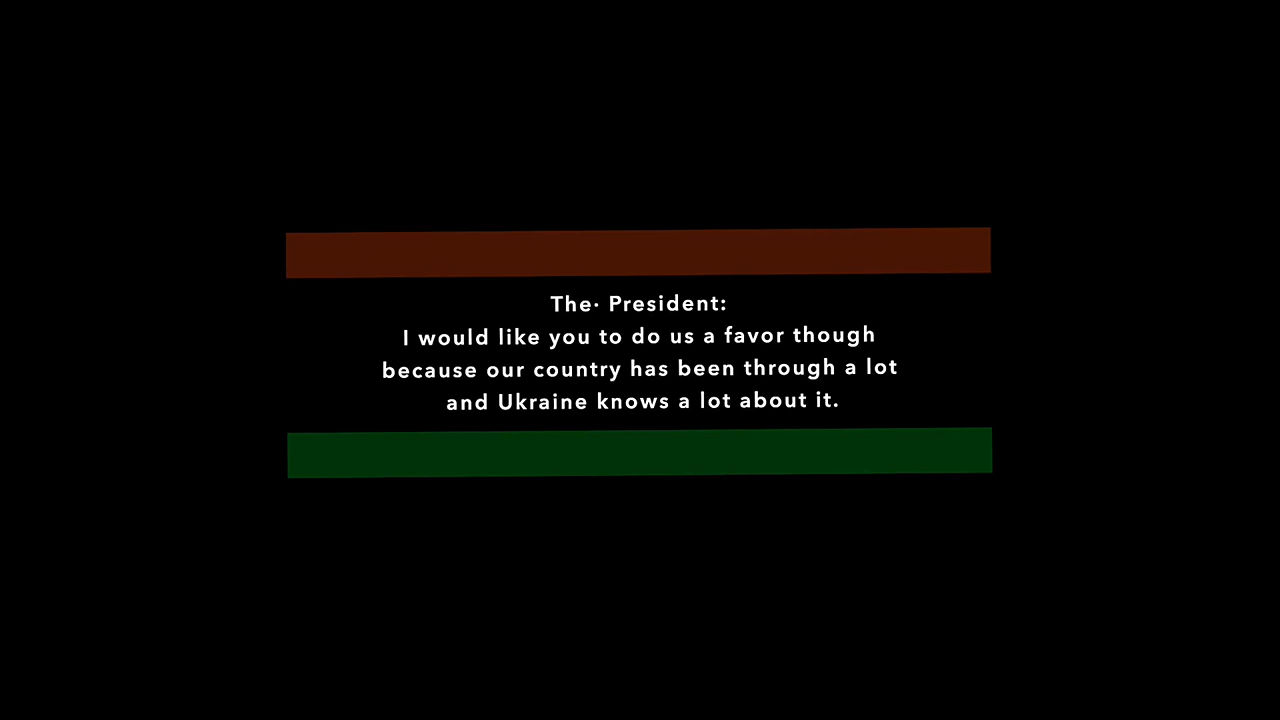 The· President:
I would like you to do us a favor though
because our country has been through a lot
and Ukraine knows a lot about it.